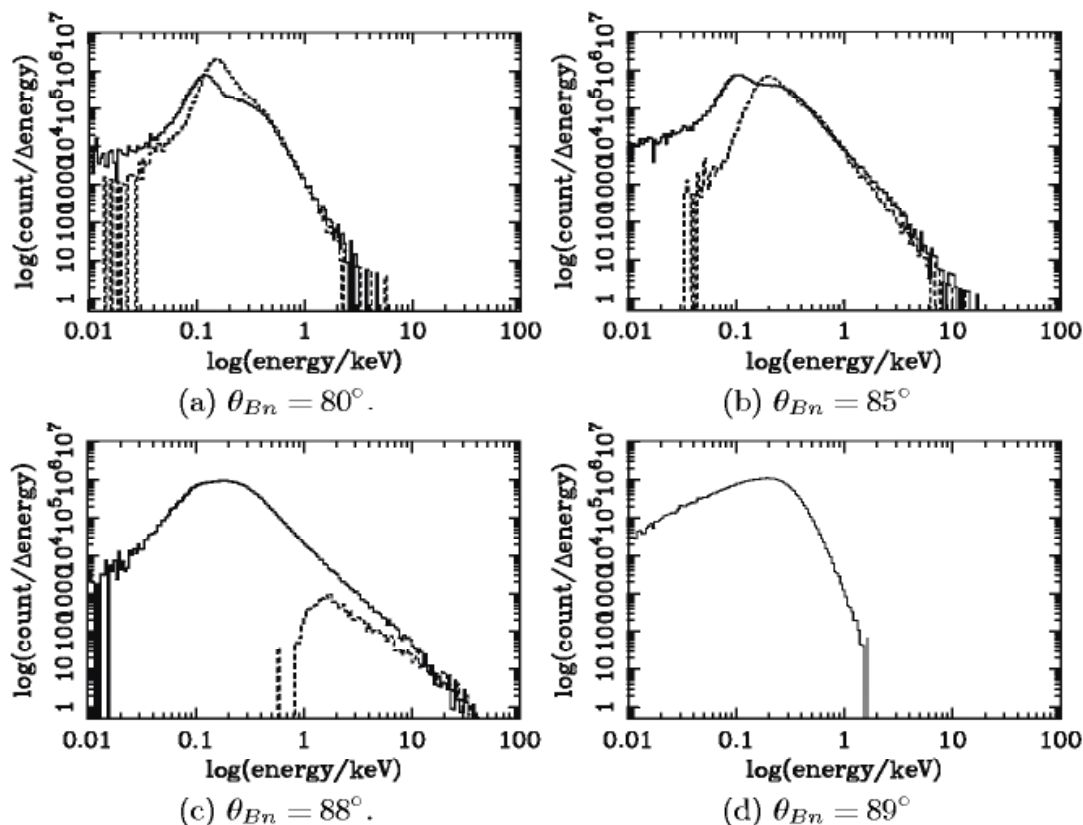 log(count/Δenergy)
1 10 100 1000 10⁴ 10⁵ 10⁶ 10⁷
0.01 0.1 1 10 100
log(energy/keV)
(a) θ_Bn = 80°.
log(count/Δenergy)
1 10 100 1000 10⁴ 10⁵ 10⁶ 10⁷
0.01 0.1 1 10 100
log(energy/keV)
(b) θ_Bn = 85°
log(count/Δenergy)
1 10 100 1000 10⁴ 10⁵ 10⁶ 10⁷
0.01 0.1 1 10 100
log(energy/keV)
(c) θ_Bn = 88°.
log(count/Δenergy)
1 10 100 1000 10⁴ 10⁵ 10⁶ 10⁷
0.01 0.1 1 10 100
log(energy/keV)
(d) θ_Bn = 89°